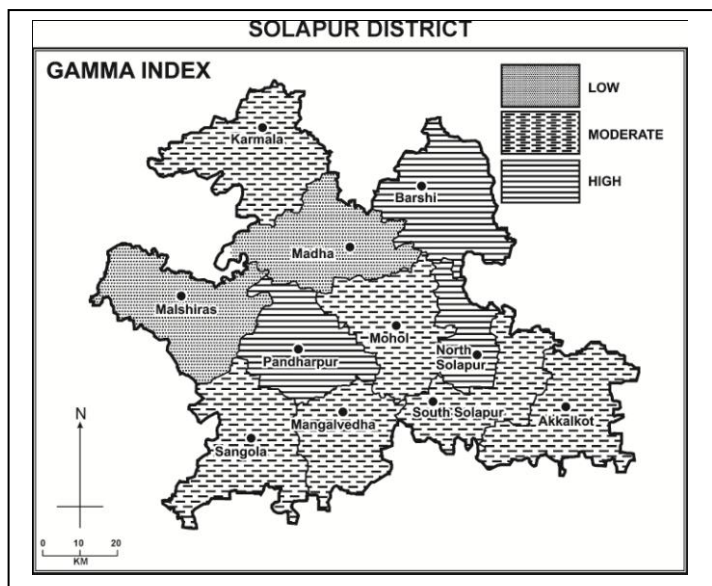 SOLAPUR DISTRICT
GAMMA INDEX
LOW
MODERATE
HIGH
Karmala
Barshi
Madha
Malshiras
Mohol
Pandharpur
North
Solapur
South Solapur
Akkalkot
Mangalvedha
Sangola
N
0 10 20
KM